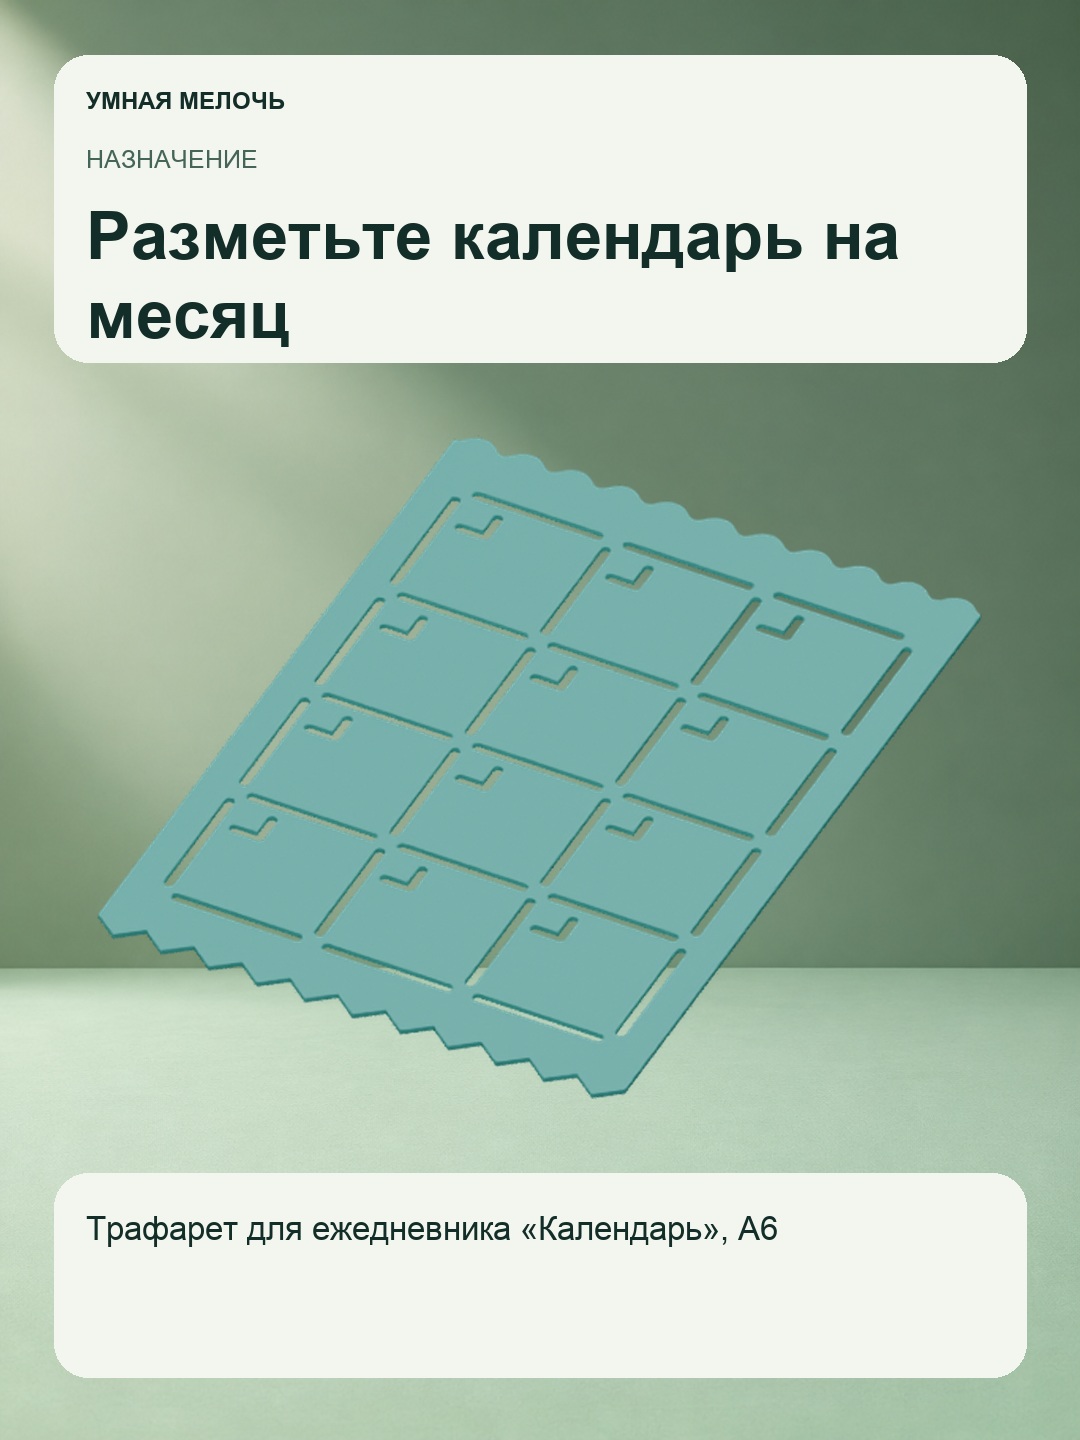 УМНАЯ МЕЛОЧЬ
НАЗНАЧЕНИЕ
Разметьте календарь на
месяц
Трафарет для ежедневника «Календарь», А6